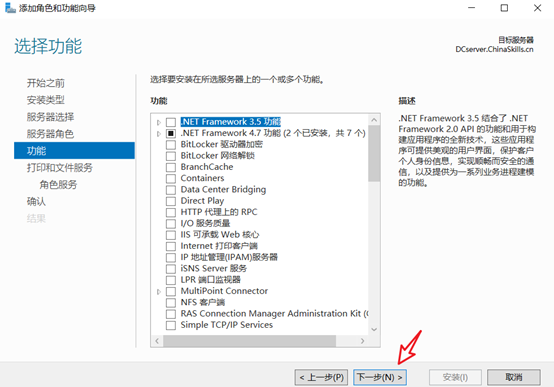 添加角色和功能向导
选择功能
目标服务器
DCserver.ChinaSkills.cn
开始之前
安装类型
服务器选择
服务器角色
功能
打印和文件服务
角色服务
确认
结果
选择要安装在所选服务器上的一个或多个功能。
功能
.NET Framework 3.5 功能
.NET Framework 4.7 功能 (2 个已安装，共 7 个)
BitLocker 驱动器加密
BitLocker 网络解锁
BranchCache
Containers
Data Center Bridging
Direct Play
HTTP 代理上的 RPC
I/O 服务质量
IIS 可承载 Web 核心
Internet 打印客户端
IP 地址管理(IPAM)服务器
iSNS Server 服务
LPR 端口监视器
MultiPoint Connector
NFS 客户端
RAS Connection Manager Administration Kit (
Simple TCP/IP Services
描述
.NET Framework 3.5 结合了 .NET
Framework 2.0 API 的功能和用于构
建应用程序的全新技术，这些应用程
序可提供美观的用户界面，保护客户
个人身份信息，实现顺畅而安全的通
信，以及提供为一系列业务进程建模
的功能。
< 上一步(P)
下一步(N) >
安装(I)
取消